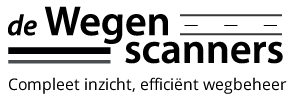 de Wegen
scanners
Compleet inzicht, efficiënt wegbeheer